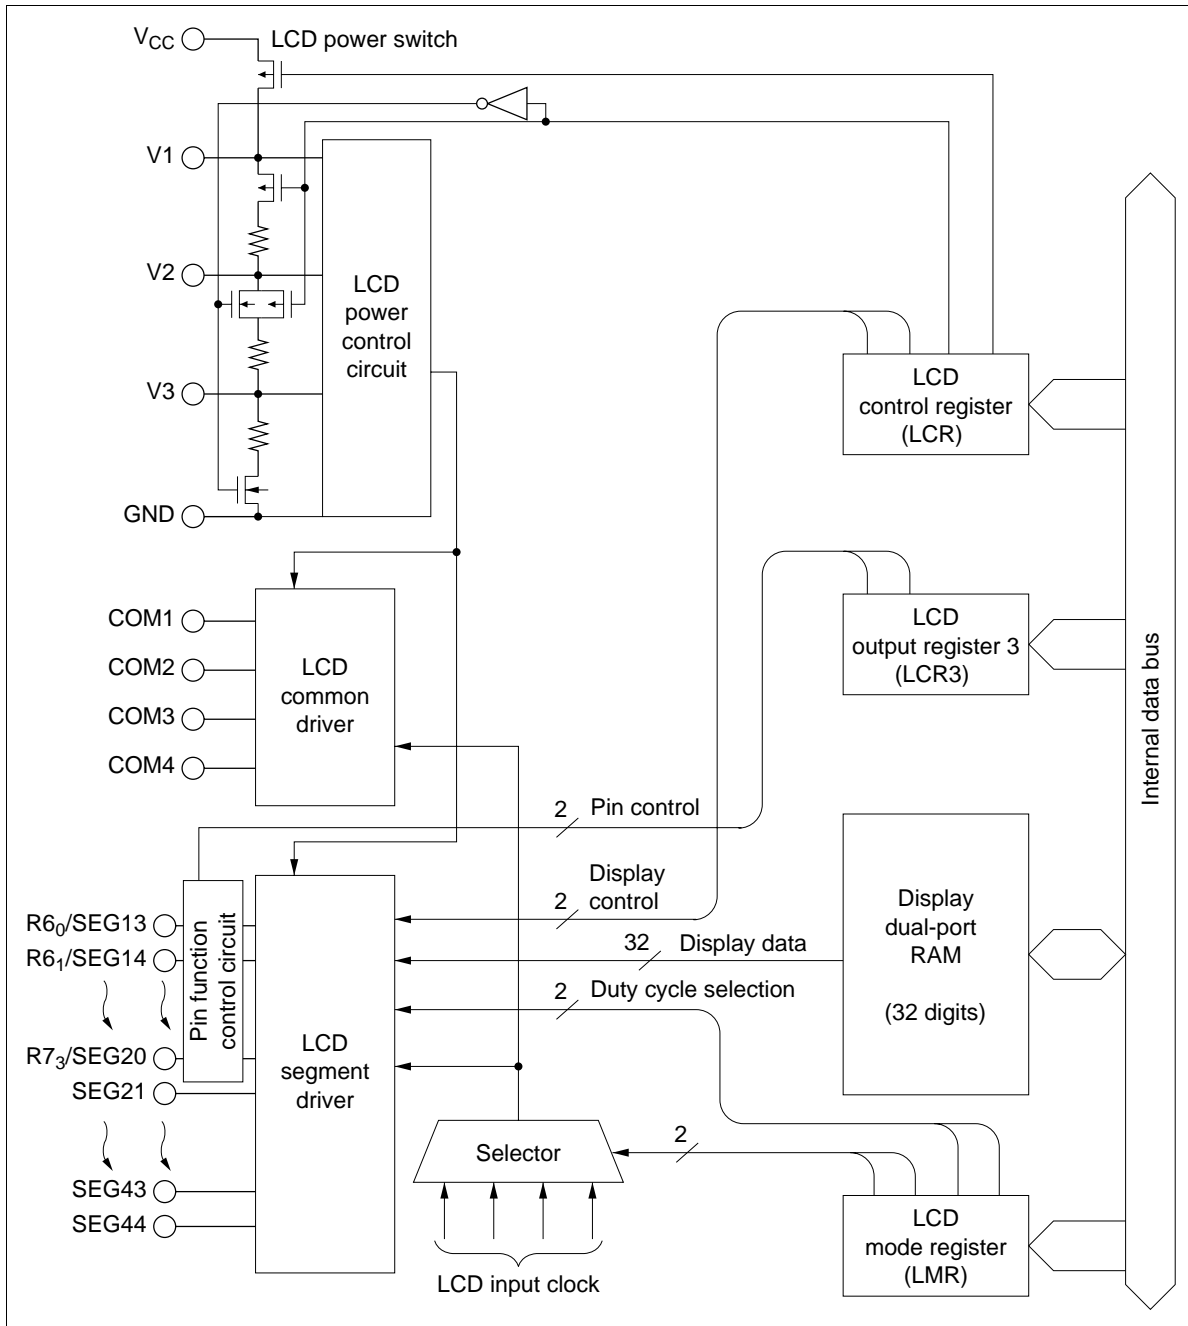 VCC
LCD power switch
V1
V2
LCD
power
control
circuit
V3
GND
LCD
control register
(LCR)
COM1
COM2
COM3
COM4
LCD
common
driver
LCD
output register 3
(LCR3)
Internal data bus
2 Pin control
Display
2 control
32 Display data
2 Duty cycle selection
R60/SEG13
R61/SEG14
R73/SEG20
SEG21
SEG43
SEG44
Pin function
control circuit
LCD
segment
driver
Display
dual-port
RAM
(32 digits)
Selector
2
LCD input clock
LCD
mode register
(LMR)